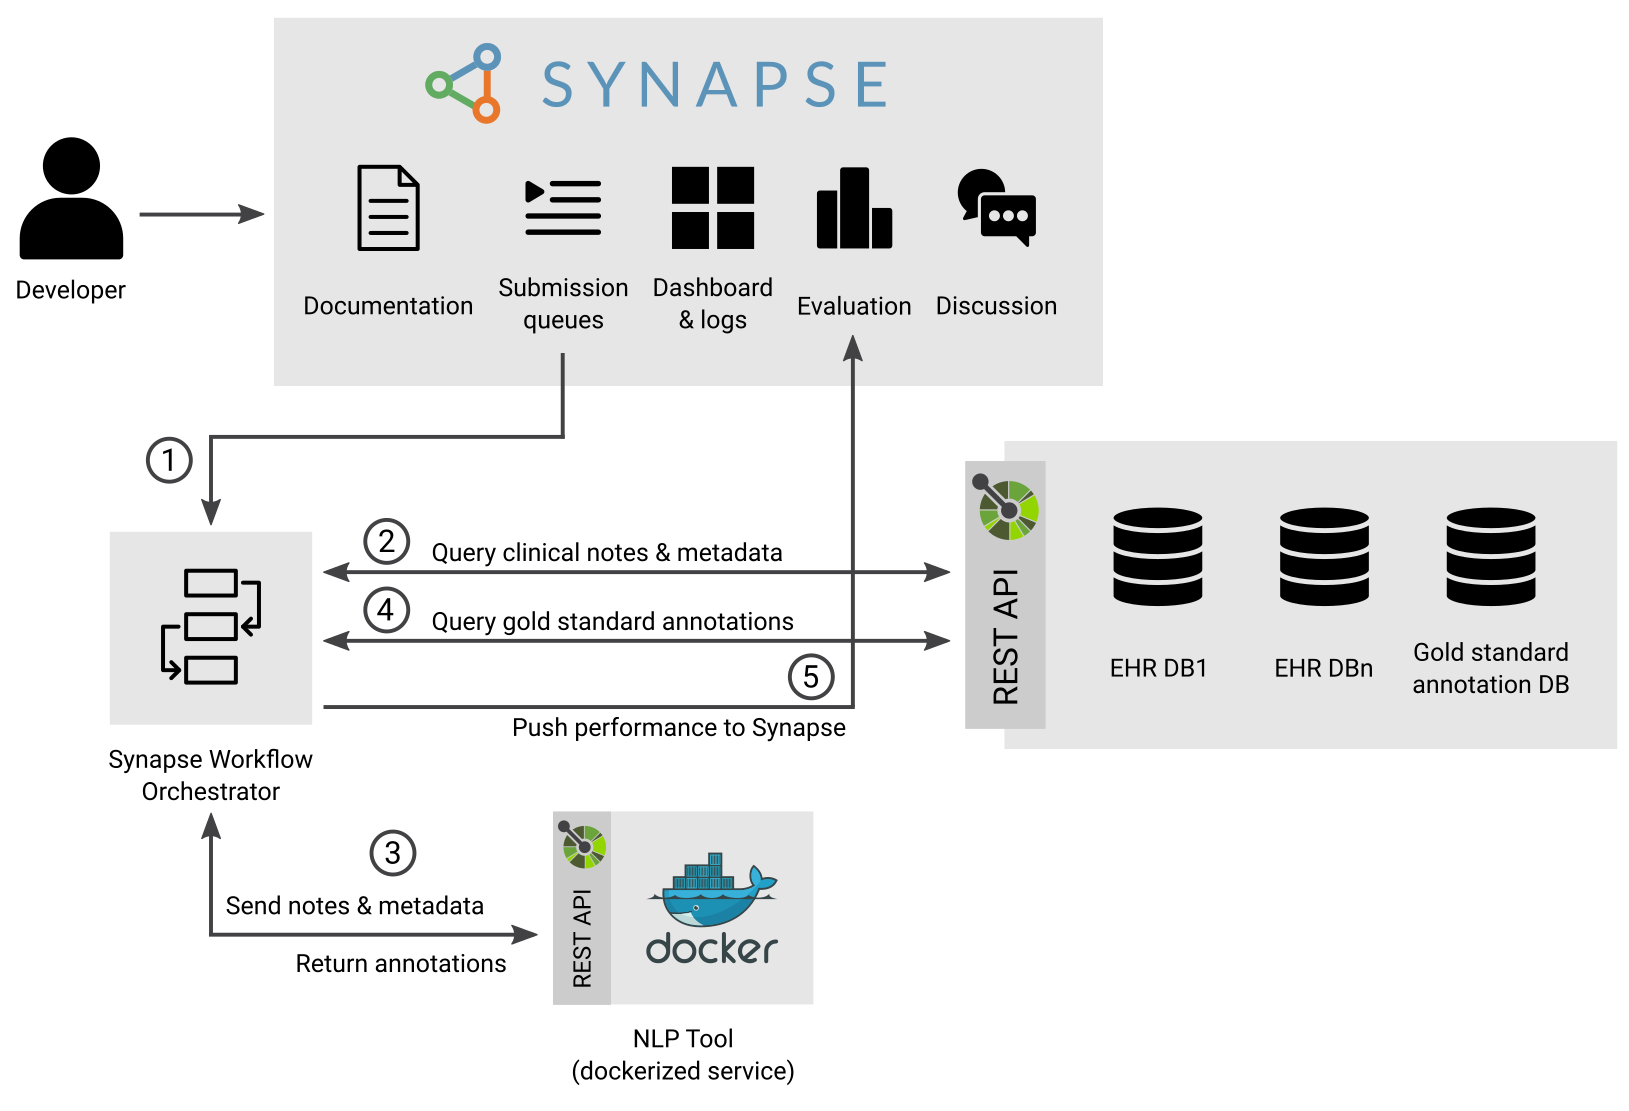 SYNAPSE
Developer
Documentation
Submission
queues
Dashboard
& logs
Evaluation
Discussion
1
2
Query clinical notes & metadata
4
Query gold standard annotations
5
Push performance to Synapse
REST API
EHR DB1
EHR DBn
Gold standard
annotation DB
Synapse Workflow
Orchestrator
3
Send notes & metadata
Return annotations
REST API
docker
NLP Tool
(dockerized service)